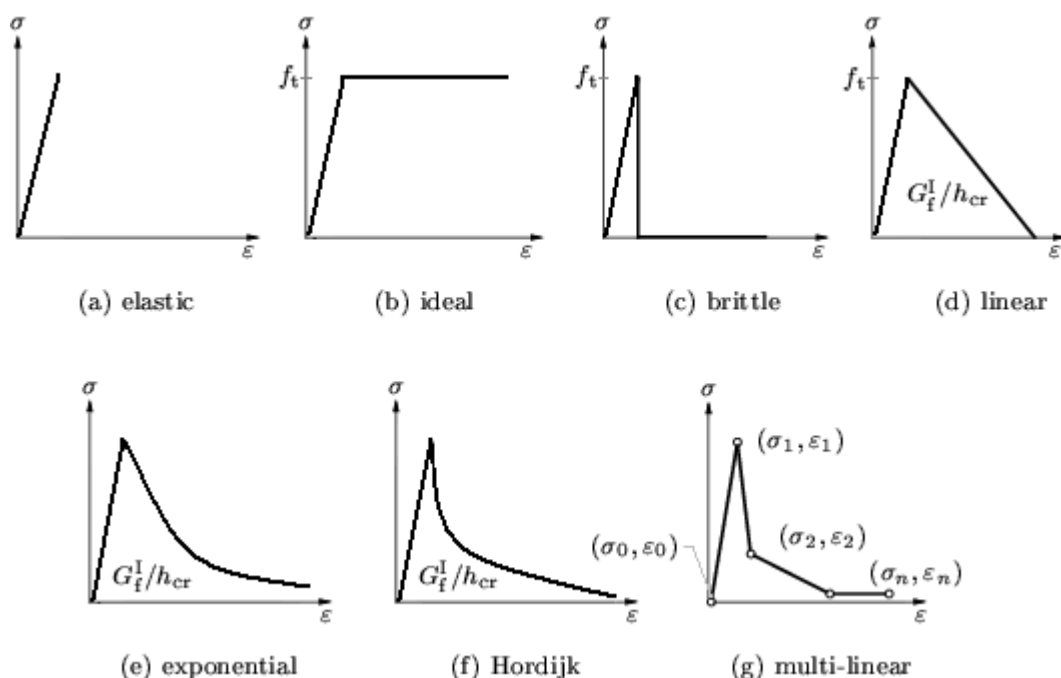 σ σ σ σ
f_t f_t f_t
G_f^I/h_cr
ε ε ε ε
(a) elastic (b) ideal (c) brittle (d) linear
σ σ σ
(σ_1, ε_1)
(σ_0, ε_0) (σ_2, ε_2)
G_f^I/h_cr G_f^I/h_cr (σ_n, ε_n)
ε ε ε
(e) exponential (f) Hordijk (g) multi-linear